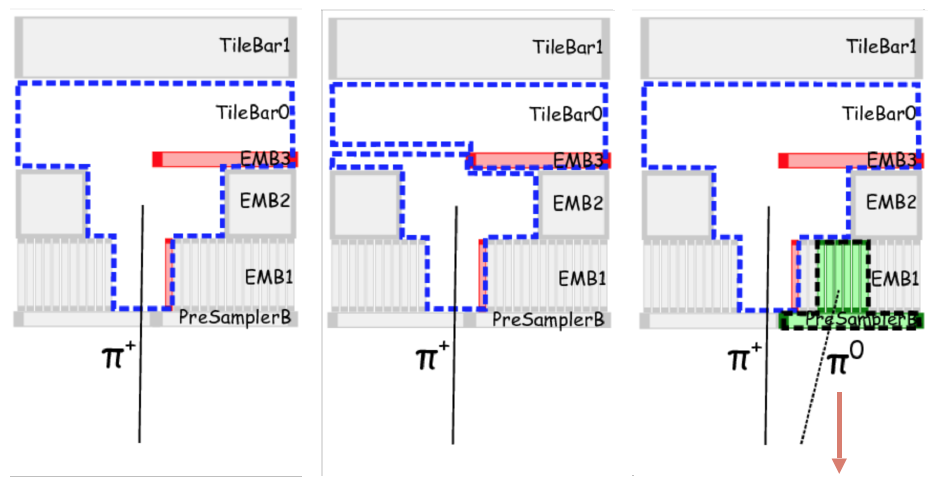 TileBar1
TileBar0
EMB3
EMB2
EMB1
PreSamplerB
π+
TileBar1
TileBar0
EMB3
EMB2
EMB1
PreSamplerB
π+
TileBar1
TileBar0
EMB3
EMB2
EMB1
PreSamplerB
π+
π0